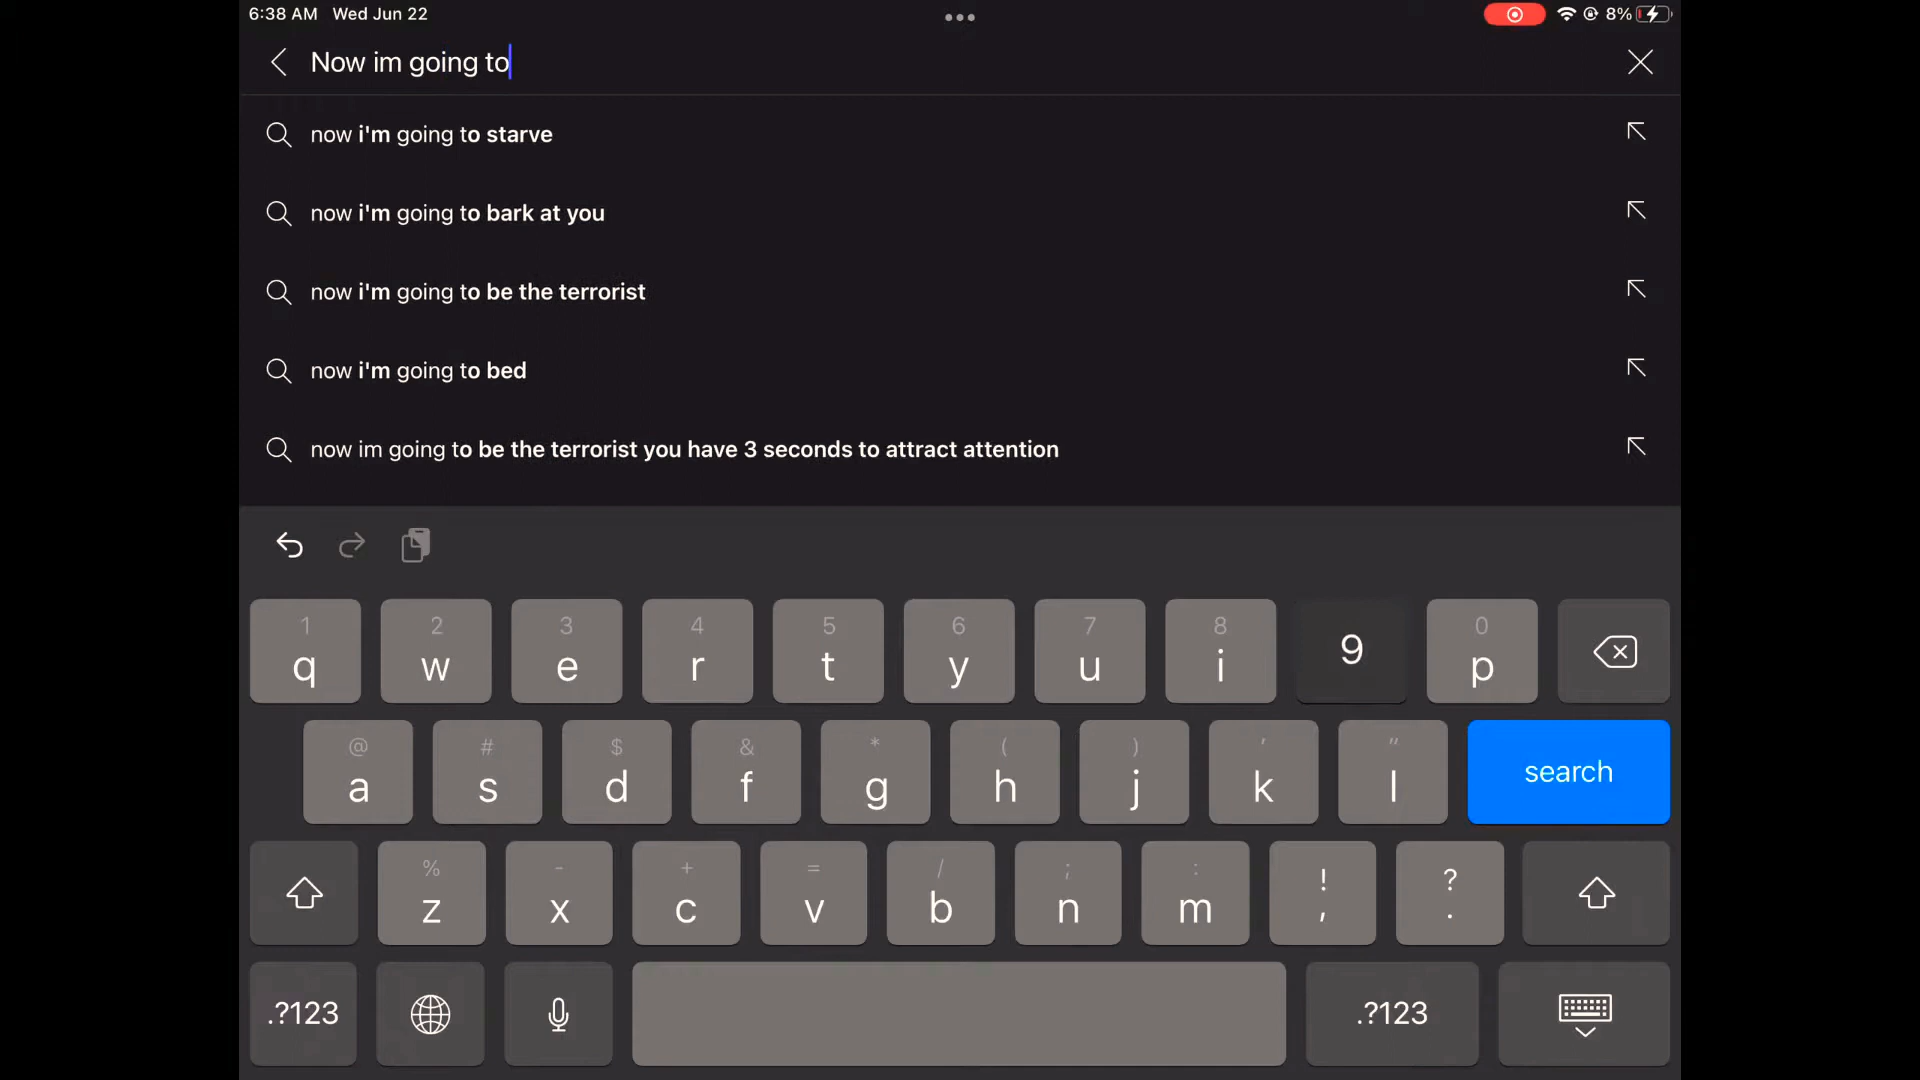 6:38 AM Wed Jun 22
8%
Now im going to
now i'm going to starve
now i'm going to bark at you
now i'm going to be the terrorist
now i'm going to bed
now im going to be the terrorist you have 3 seconds to attract attention
1 2 3 4 5 6 7 8 9 0
q w e r t y u i p
@ # $ & * ( ) ' "
a s d f g h j k l search
% - + = / ; : ! ?
z x c v b n m , .
.?123 .?123